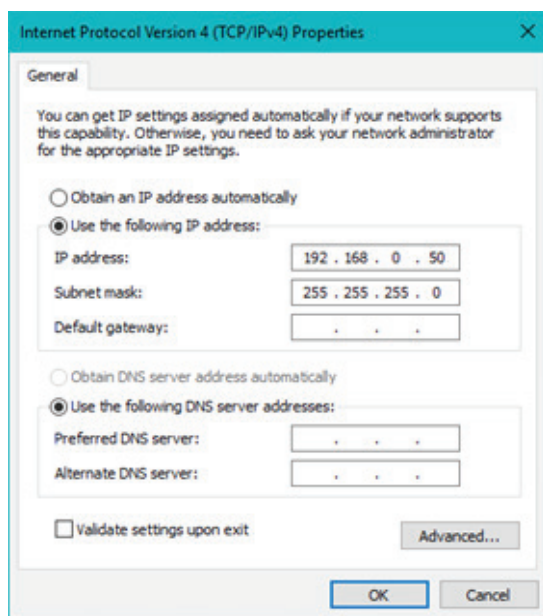 Internet Protocol Version 4 (TCP/IPv4) Properties
General
You can get IP settings assigned automatically if your network supports
this capability. Otherwise, you need to ask your network administrator
for the appropriate IP settings.
Obtain an IP address automatically
Use the following IP address:
IP address: 192 . 168 . 0 . 50
Subnet mask: 255 . 255 . 255 . 0
Default gateway: . . .
Obtain DNS server address automatically
Use the following DNS server addresses:
Preferred DNS server: . . .
Alternate DNS server: . . .
Validate settings upon exit
Advanced...
OK Cancel